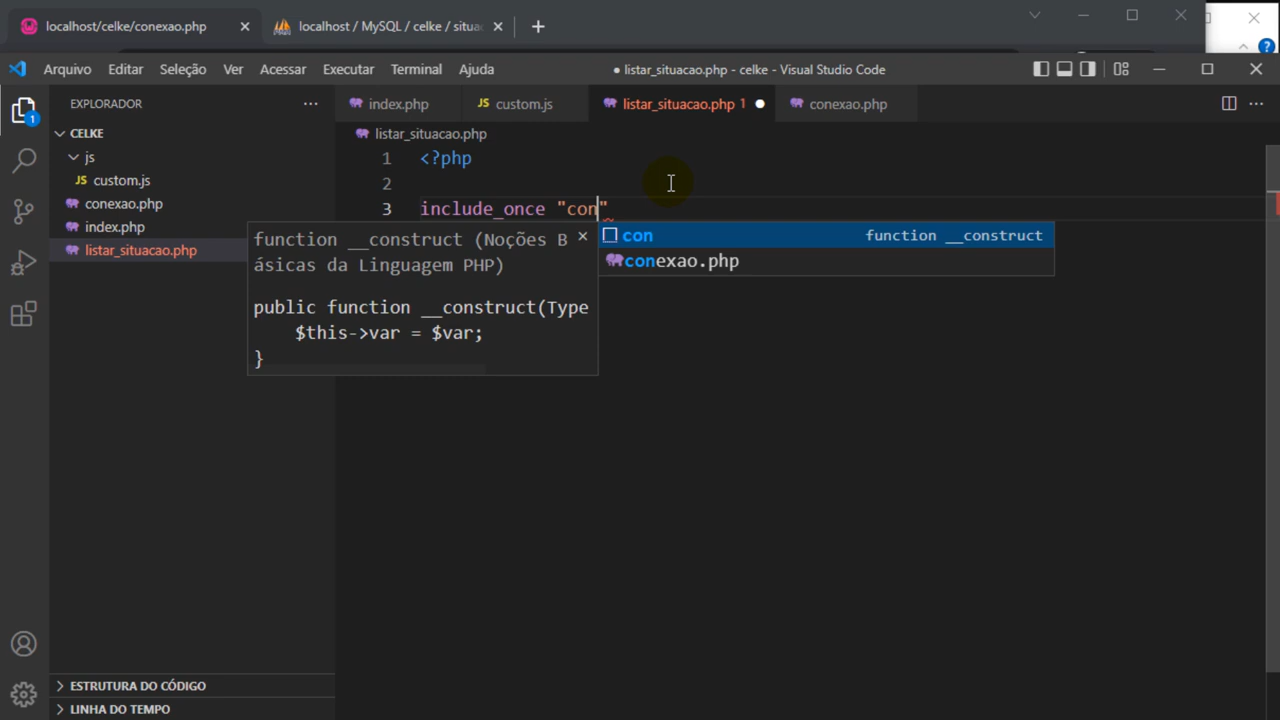 localhost/celke/conexao.php
localhost / MySQL / celke / situa
Arquivo Editar Seleção Ver Acessar Executar Terminal Ajuda
● listar_situacao.php - celke - Visual Studio Code
EXPLORADOR
index.php
JS custom.js
listar_situacao.php 1
conexao.php
1
CELKE
js
JS custom.js
conexao.php
index.php
listar_situacao.php
listar_situacao.php
1 <?php
2
3 include_once "con"
function __construct (Noções B
ásicas da Linguagem PHP)
public function __construct(Type
$this->var = $var;
}
con function __construct
conexao.php
ESTRUTURA DO CÓDIGO
LINHA DO TEMPO